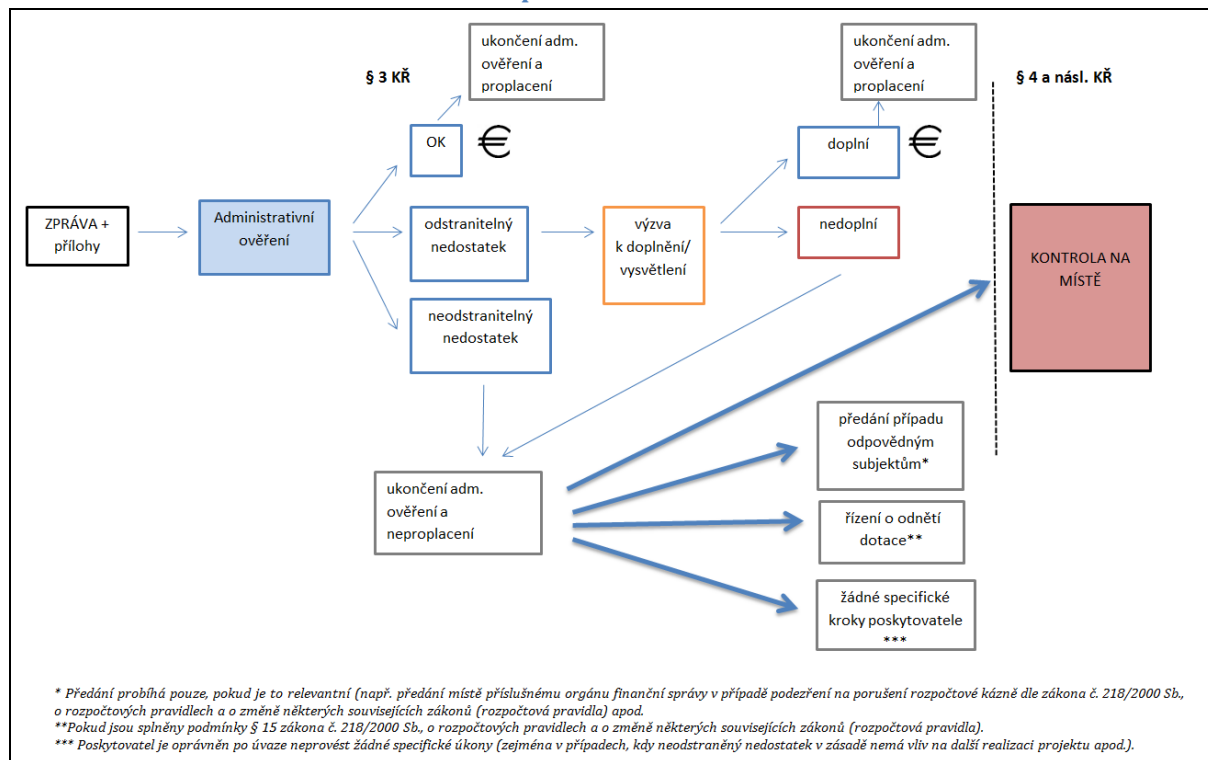 ukončení adm.
ověření a
proplacení
ukončení adm.
ověření a
proplacení
§ 3 KŘ
§ 4 a násl. KŘ
OK
€
doplní
€
ZPRÁVA +
přílohy
Administrativní
ověření
odstranitelný
nedostatek
výzva
k doplnění/
vysvětlení
nedoplní
KONTROLA NA
MÍSTĚ
neodstranitelný
nedostatek
předání případu
odpovědným
subjektům*
ukončení adm.
ověření a
neproplacení
řízení o odnětí
dotace**
žádné specifické
kroky poskytovatele
***
* Předání probíhá pouze, pokud je to relevantní (např. předání místě příslušnému orgánu finanční správy v případě podezření na porušení rozpočtové kázně dle zákona č. 218/2000 Sb.,
o rozpočtových pravidlech a o změně některých souvisejících zákonů (rozpočtová pravidla) apod.
**Pokud jsou splněny podmínky § 15 zákona č. 218/2000 Sb., o rozpočtových pravidlech a o změně některých souvisejících zákonů (rozpočtová pravidla).
*** Poskytovatel je oprávněn po úvaze neprovést žádné specifické úkony (zejména v případech, kdy neodstraněný nedostatek v zásadě nemá vliv na další realizaci projektu apod.).